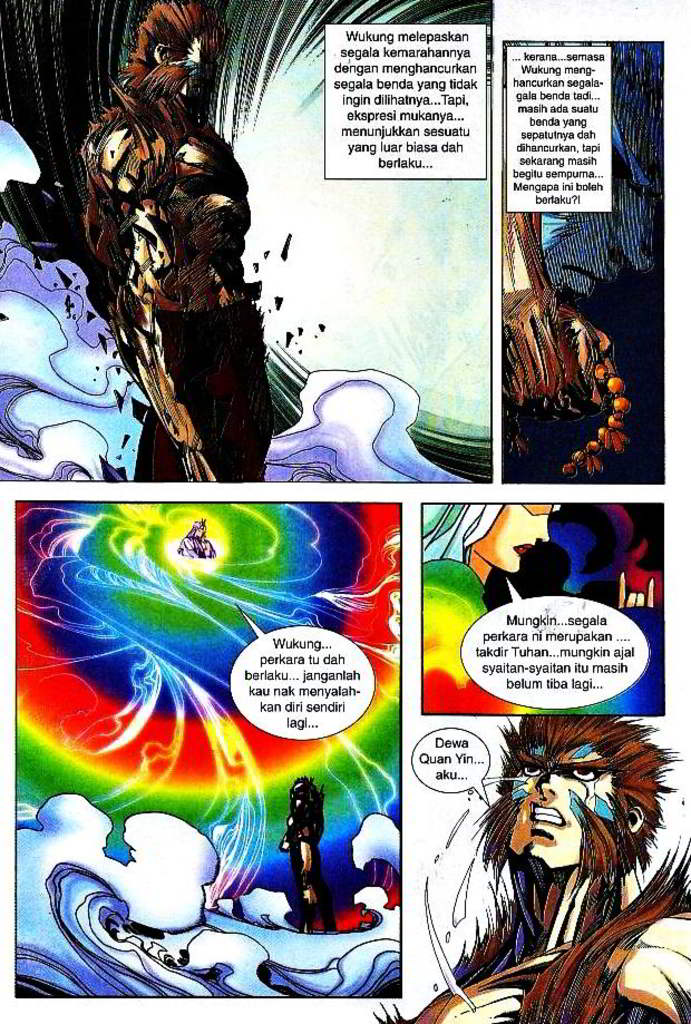 Wukung melepaskan
segala kemarahannya
dengan menghancurkan
segala benda yang tidak
ingin dilihatnya...Tapi,
ekspresi mukanya...
menunjukkan sesuatu
yang luar biasa dah
berlaku...
... kerana...semasa
Wukung meng-
hancurkan segala-
gala benda tadi...
masih ada suatu
benda yang
sepatutnya dah
dihancurkan, tapi
sekarang masih
begitu sempurna...
Mengapa ini boleh
berlaku?!
Wukung...
perkara tu dah
berlaku... janganlah
kau nak menyalah-
kan diri sendiri
lagi...
Mungkin...segala
perkara ni merupakan ....
takdir Tuhan...mungkin ajal
syaitan-syaitan itu masih
belum tiba lagi...
Dewa
Quan Yin...
aku...